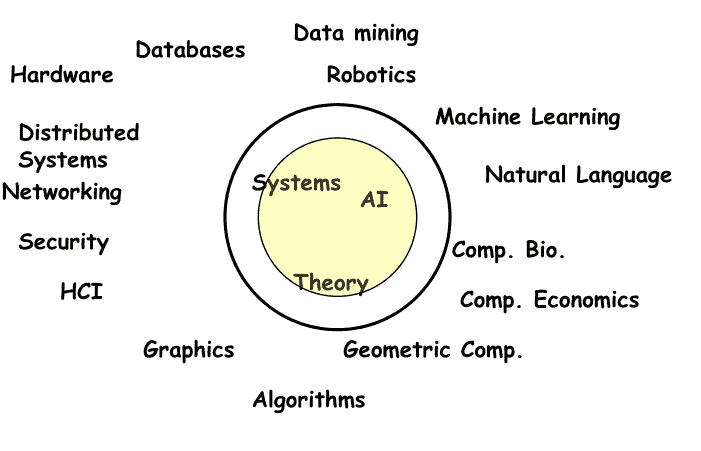 Data mining
Databases
Hardware
Robotics
Machine Learning
Distributed
Systems
Natural Language
Networking
Systems
AI
Security
Comp. Bio.
HCI
Theory
Comp. Economics
Graphics
Geometric Comp.
Algorithms